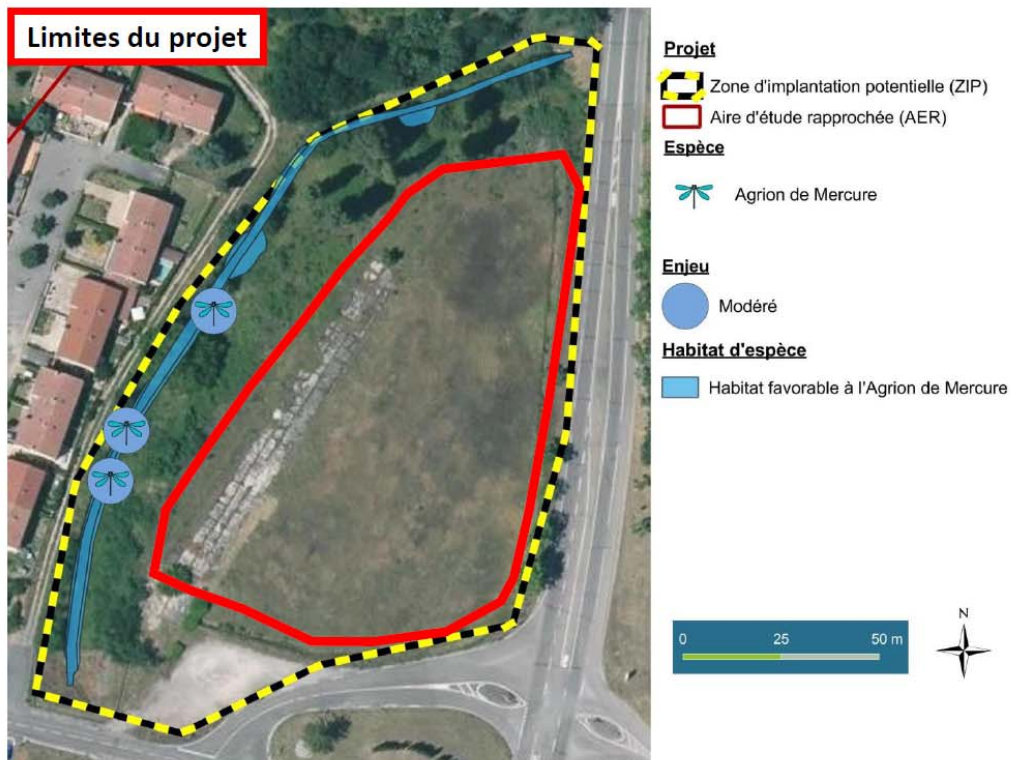 Limites du projet
Projet
Zone d'implantation potentielle (ZIP)
Aire d'étude rapprochée (AER)
Espèce
Agrion de Mercure
Enjeu
Modéré
Habitat d'espèce
Habitat favorable à l'Agrion de Mercure
0 25 50 m
N